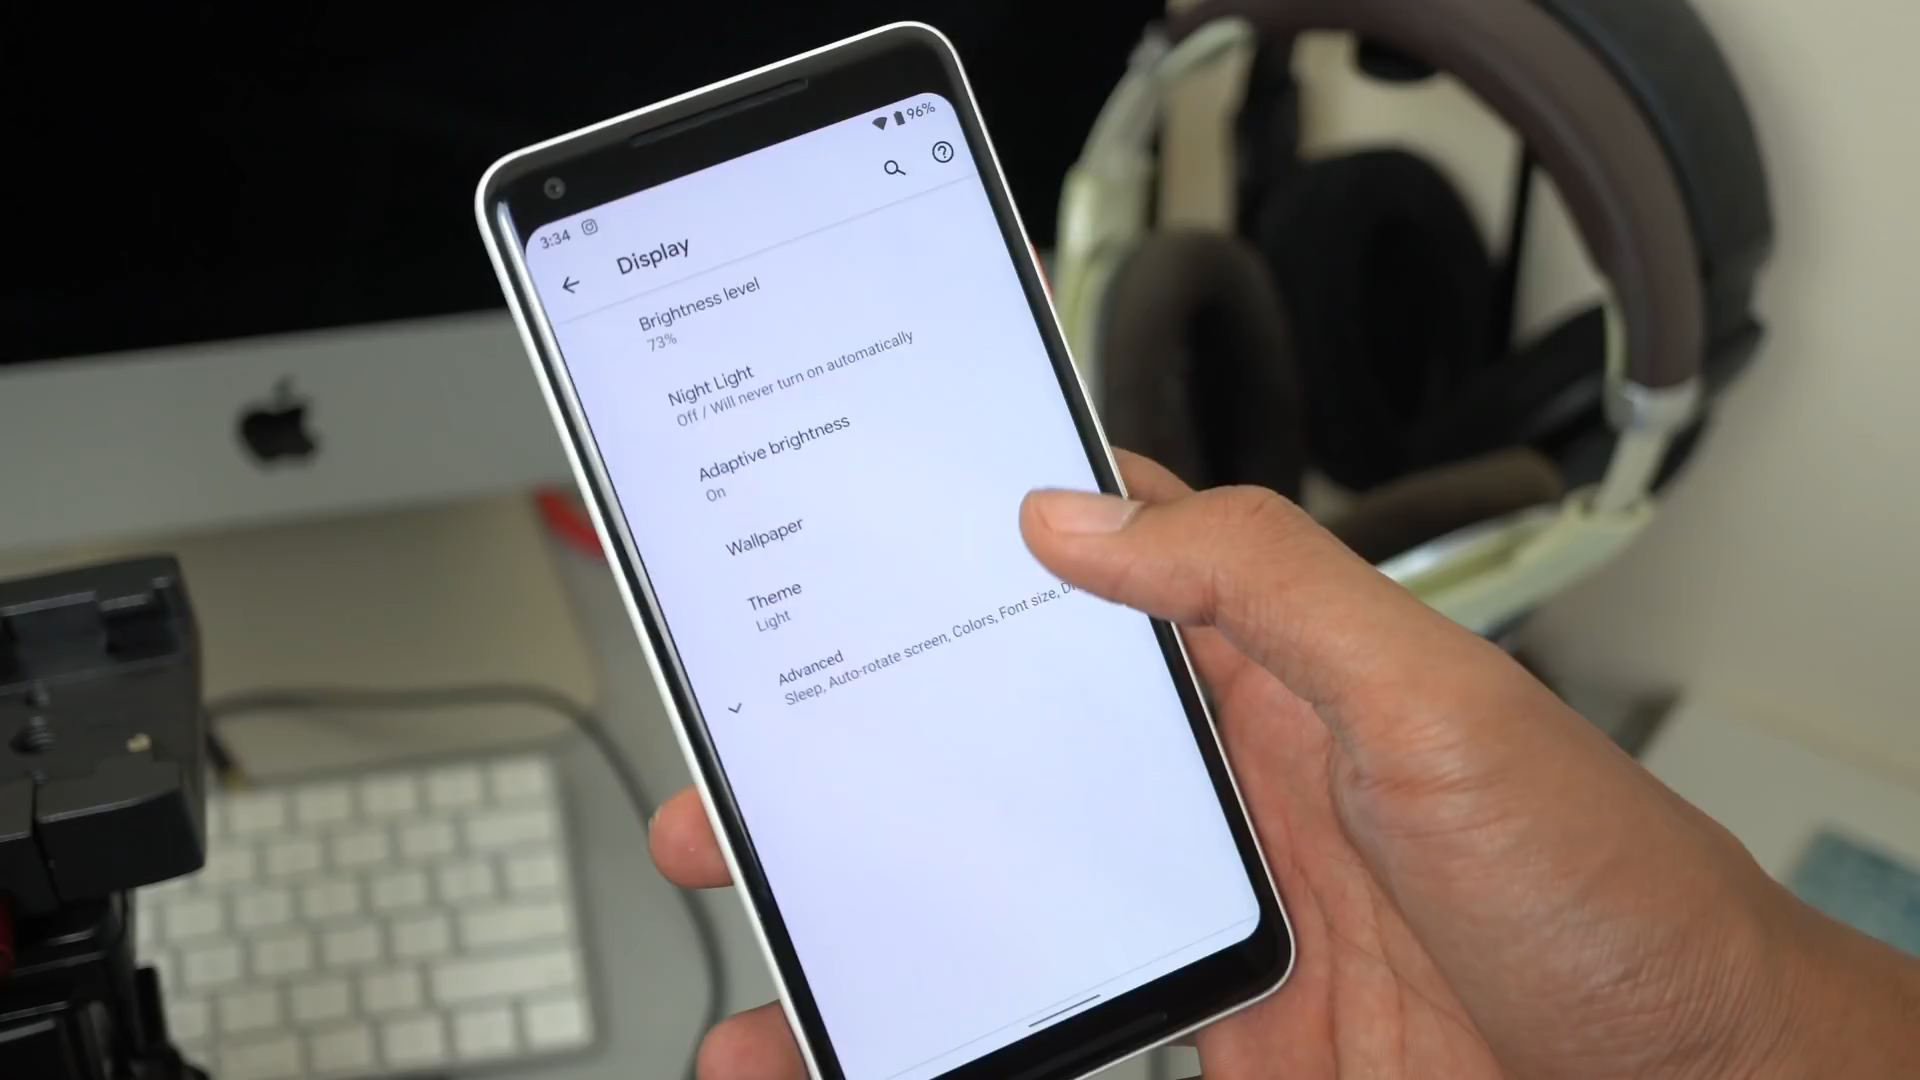 3:34
96%
Display
Brightness level
73%
Night Light
Off / Will never turn on automatically
Adaptive brightness
On
Wallpaper
Theme
Light
Advanced
Sleep, Auto-rotate screen, Colors, Font size,